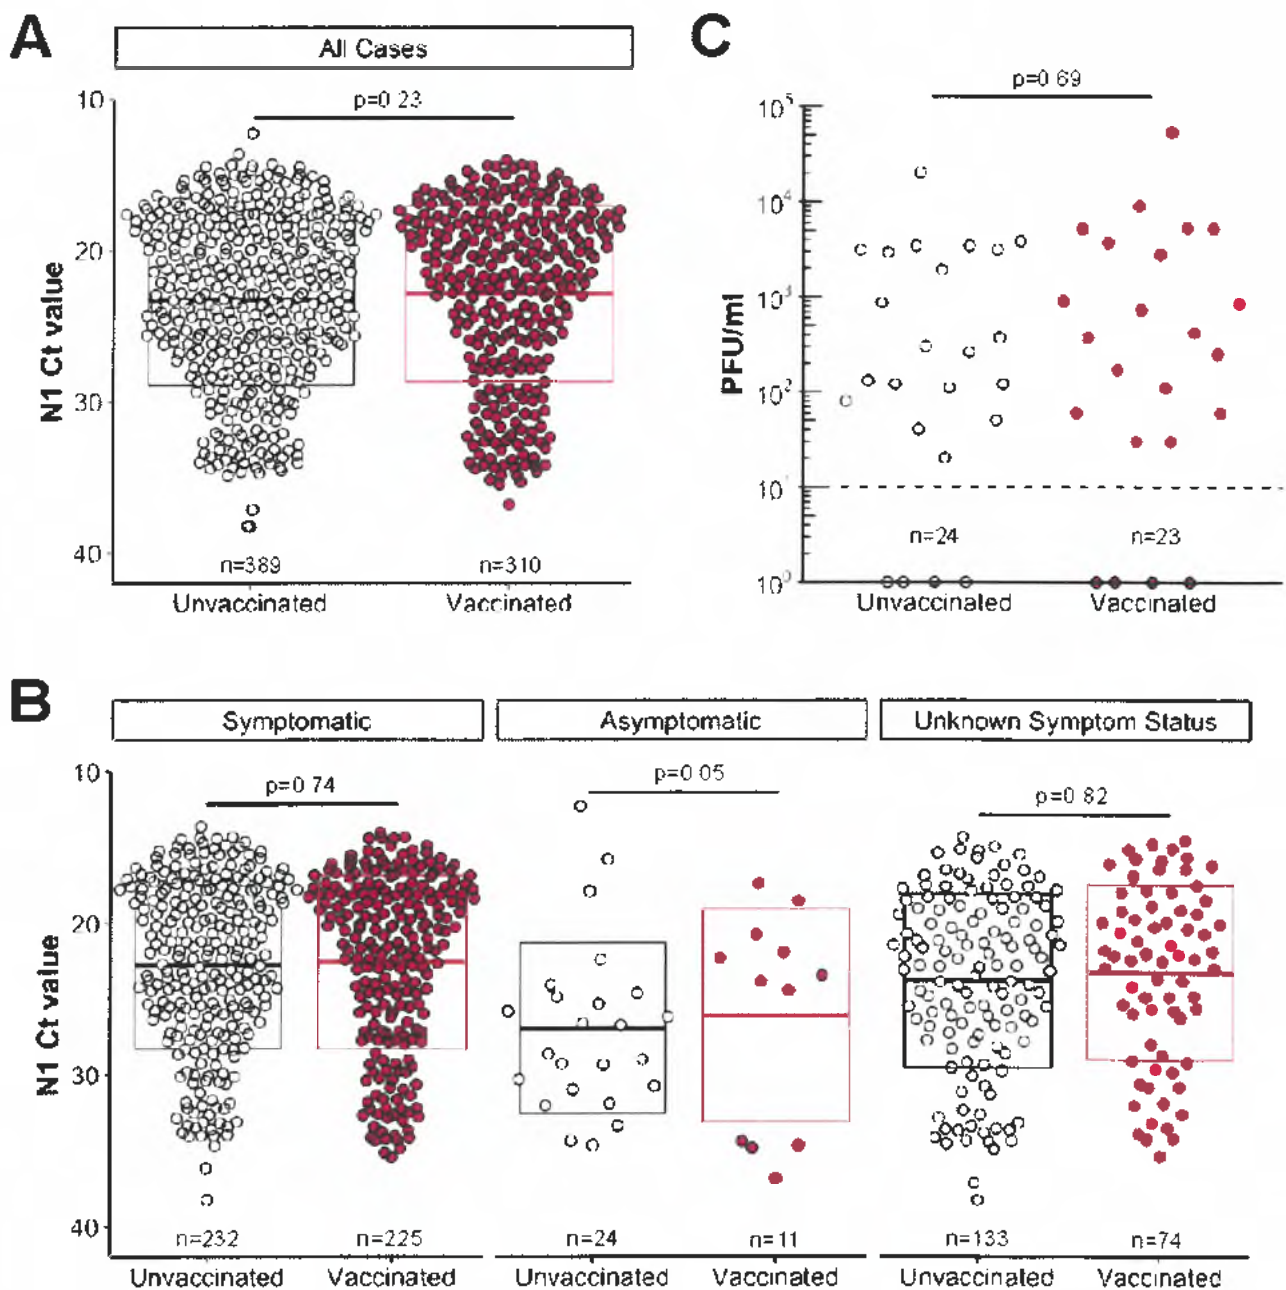 A
All Cases
p=0 23
10
20
30
40
N1 Ct value
n=389
n=310
Unvaccinated
Vaccinated
C
p=0 69
10^5
10^4
10^3
10^2
10^1
10^0
PFU/ml
n=24
n=23
Unvaccinated
Vaccinated
B
Symptomatic
Asymptomatic
Unknown Symptom Status
p=0 74
p=0 05
p=0 82
10
20
30
40
N1 Ct value
n=232
n=225
n=24
n=11
n=133
n=74
Unvaccinated
Vaccinated
Unvaccinated
Vaccinated
Unvaccinated
Vaccinated